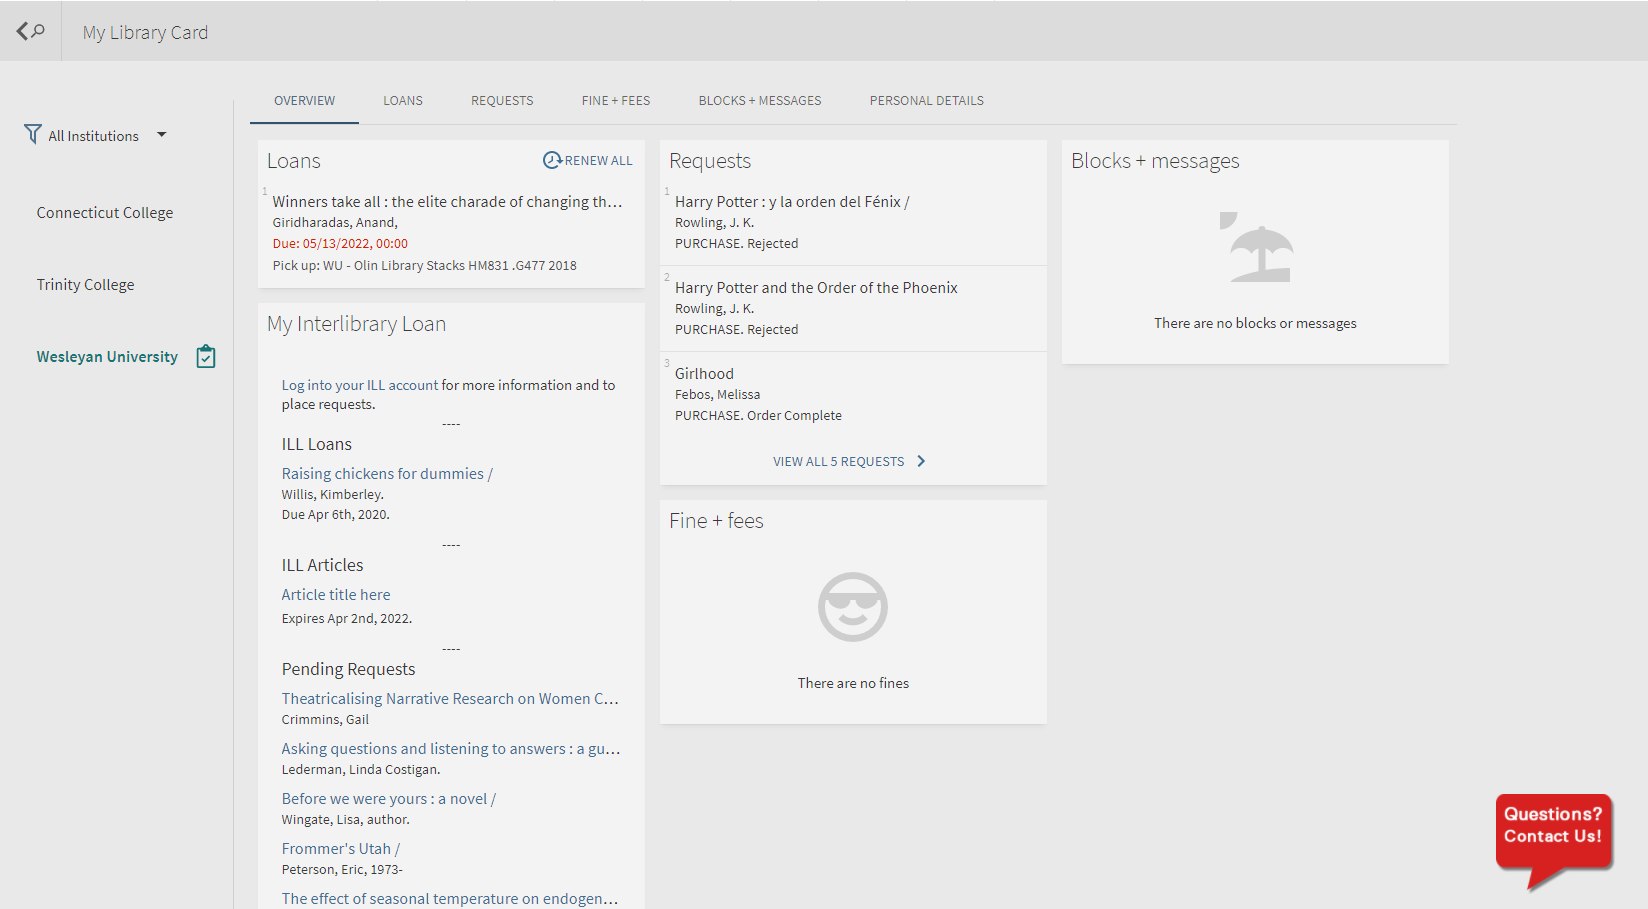 My Library Card
All Institutions
Connecticut College
Trinity College
Wesleyan University
OVERVIEW
LOANS
REQUESTS
FINE + FEES
BLOCKS + MESSAGES
PERSONAL DETAILS
Loans
RENEW ALL
1
Winners take all : the elite charade of changing th...
Giridharadas, Anand,
Due: 05/13/2022, 00:00
Pick up: WU - Olin Library Stacks HM831 .G477 2018
My Interlibrary Loan
Log into your ILL account for more information and to
place requests.
----
ILL Loans
Raising chickens for dummies /
Willis, Kimberley.
Due Apr 6th, 2020.
----
ILL Articles
Article title here
Expires Apr 2nd, 2022.
----
Pending Requests
Theatricalising Narrative Research on Women C...
Crimmins, Gail
Asking questions and listening to answers : a gu...
Lederman, Linda Costigan.
Before we were yours : a novel /
Wingate, Lisa, author.
Frommer's Utah /
Peterson, Eric, 1973-
The effect of seasonal temperature on endogen...
Requests
1
Harry Potter : y la orden del Fénix /
Rowling, J. K.
PURCHASE. Rejected
2
Harry Potter and the Order of the Phoenix
Rowling, J. K.
PURCHASE. Rejected
3
Girlhood
Febos, Melissa
PURCHASE. Order Complete
VIEW ALL 5 REQUESTS
Fine + fees
There are no fines
Blocks + messages
There are no blocks or messages
Questions?
Contact Us!